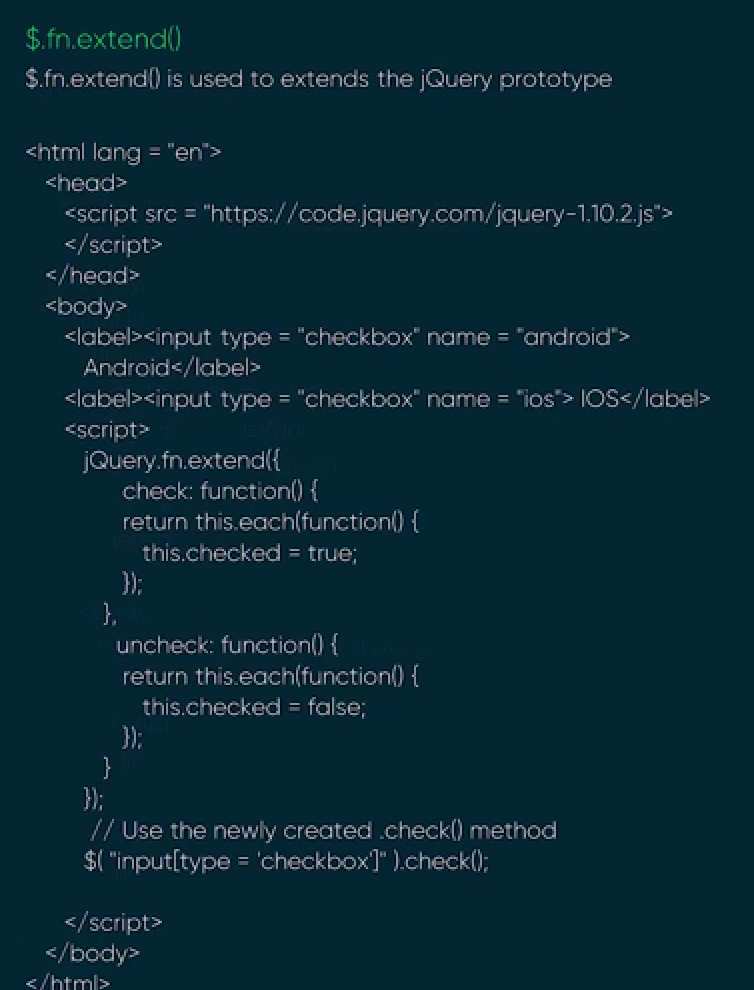 $.fn.extend()
$.fn.extend() is used to extends the jQuery prototype
<html lang = "en">
<head>
<script src = "https://code.jquery.com/jquery-1.10.2.js">
</script>
</head>
<body>
<label><input type = "checkbox" name = "android">
Android</label>
<label><input type = "checkbox" name = "ios"> IOS</label>
<script>
jQuery.fn.extend({
check: function() {
return this.each(function() {
this.checked = true;
});
},
uncheck: function() {
return this.each(function() {
this.checked = false;
});
}
});
// Use the newly created .check() method
$( "input[type = 'checkbox']" ).check();
</script>
</body>
</html>